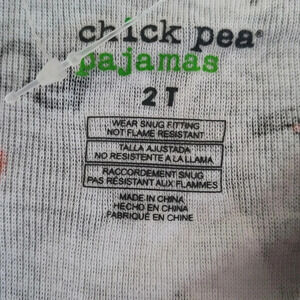 chick pea®
pajamas
2T
WEAR SNUG FITTING
NOT FLAME RESISTANT
TALLA AJUSTADA
NO RESISTENTE A LA LLAMA
RACCORDEMENT SNUG
PAS RÉSISTANT AUX FLAMMES
MADE IN CHINA
HECHO EN CHINA
FABRIQUÉ EN CHINE